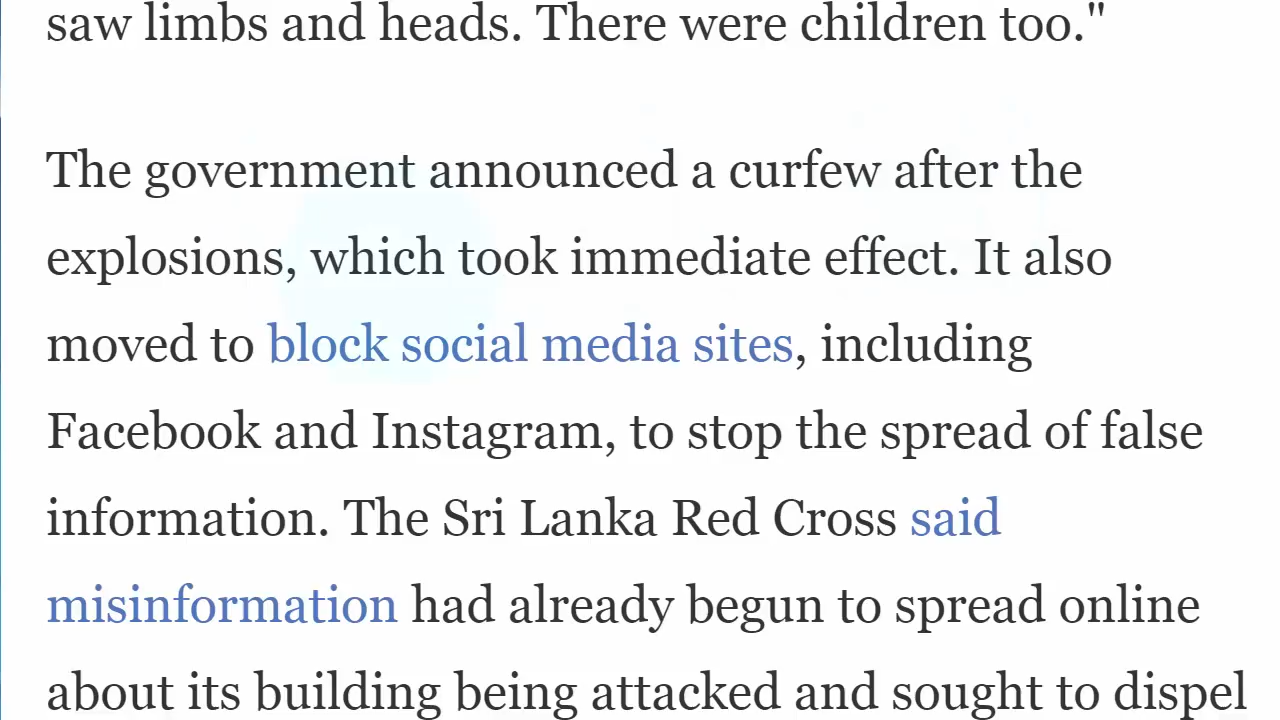 saw limbs and heads. There were children too."
The government announced a curfew after the
explosions, which took immediate effect. It also
moved to block social media sites, including
Facebook and Instagram, to stop the spread of false
information. The Sri Lanka Red Cross said
misinformation had already begun to spread online
about its building being attacked and sought to dispel